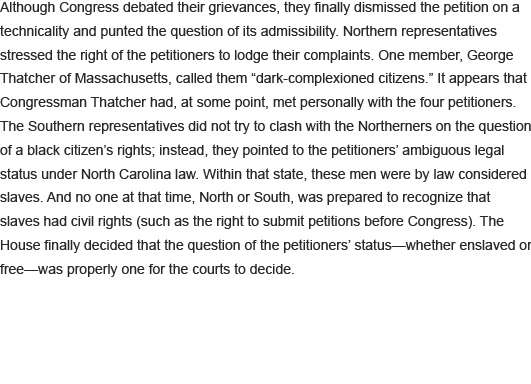 Although Congress debated their grievances, they finally dismissed the petition on a
technicality and punted the question of its admissibility. Northern representatives
stressed the right of the petitioners to lodge their complaints. One member, George
Thatcher of Massachusetts, called them “dark-complexioned citizens.” It appears that
Congressman Thatcher had, at some point, met personally with the four petitioners.
The Southern representatives did not try to clash with the Northerners on the question
of a black citizen’s rights; instead, they pointed to the petitioners’ ambiguous legal
status under North Carolina law. Within that state, these men were by law considered
slaves. And no one at that time, North or South, was prepared to recognize that
slaves had civil rights (such as the right to submit petitions before Congress). The
House finally decided that the question of the petitioners’ status—whether enslaved or
free—was properly one for the courts to decide.